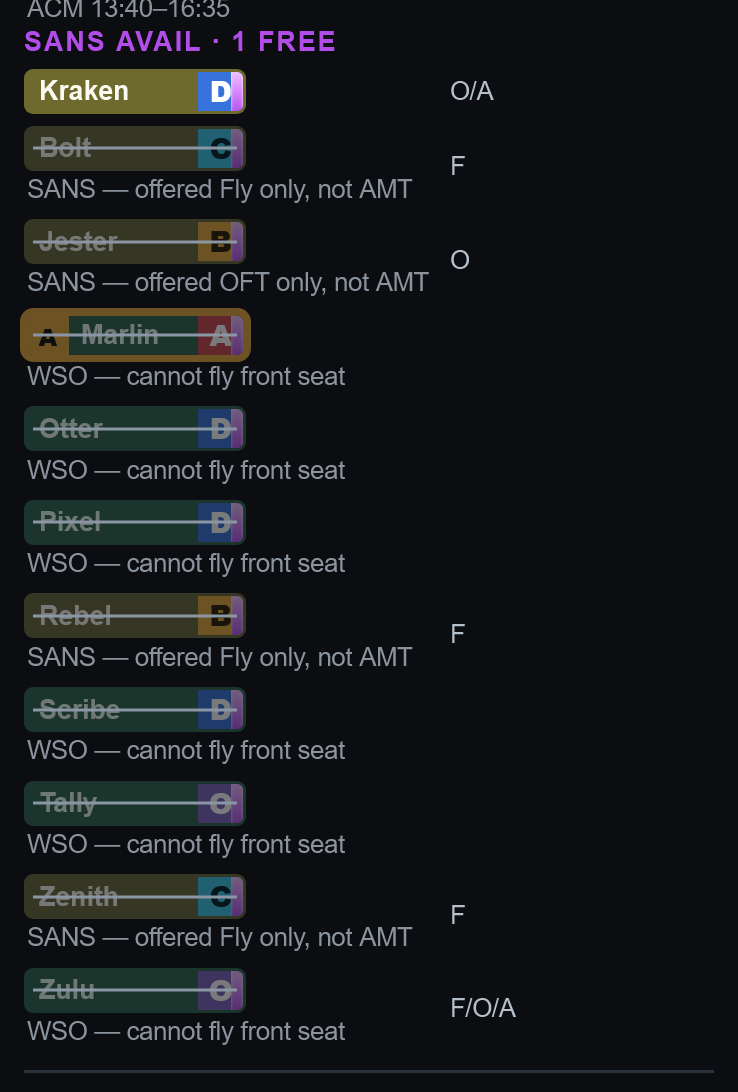 ACM 13:40–16:35
SANS AVAIL · 1 FREE
Kraken D O/A
Bolt C F
SANS — offered Fly only, not AMT
Jester B O
SANS — offered OFT only, not AMT
A Marlin A
WSO — cannot fly front seat
Otter D
WSO — cannot fly front seat
Pixel D
WSO — cannot fly front seat
Rebel B F
SANS — offered Fly only, not AMT
Scribe D
WSO — cannot fly front seat
Tally O
WSO — cannot fly front seat
Zenith C F
SANS — offered Fly only, not AMT
Zulu O F/O/A
WSO — cannot fly front seat